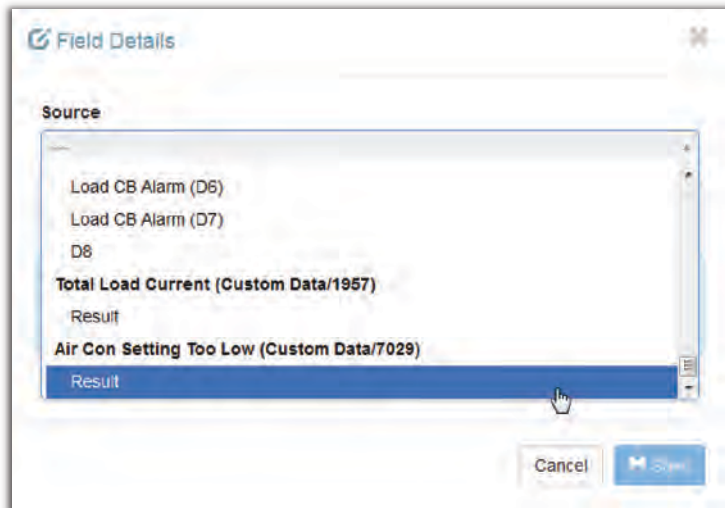 Field Details
Source
Load CB Alarm (D6)
Load CB Alarm (D7)
D8
Total Load Current (Custom Data/1957)
Result
Air Con Setting Too Low (Custom Data/7029)
Result
Cancel